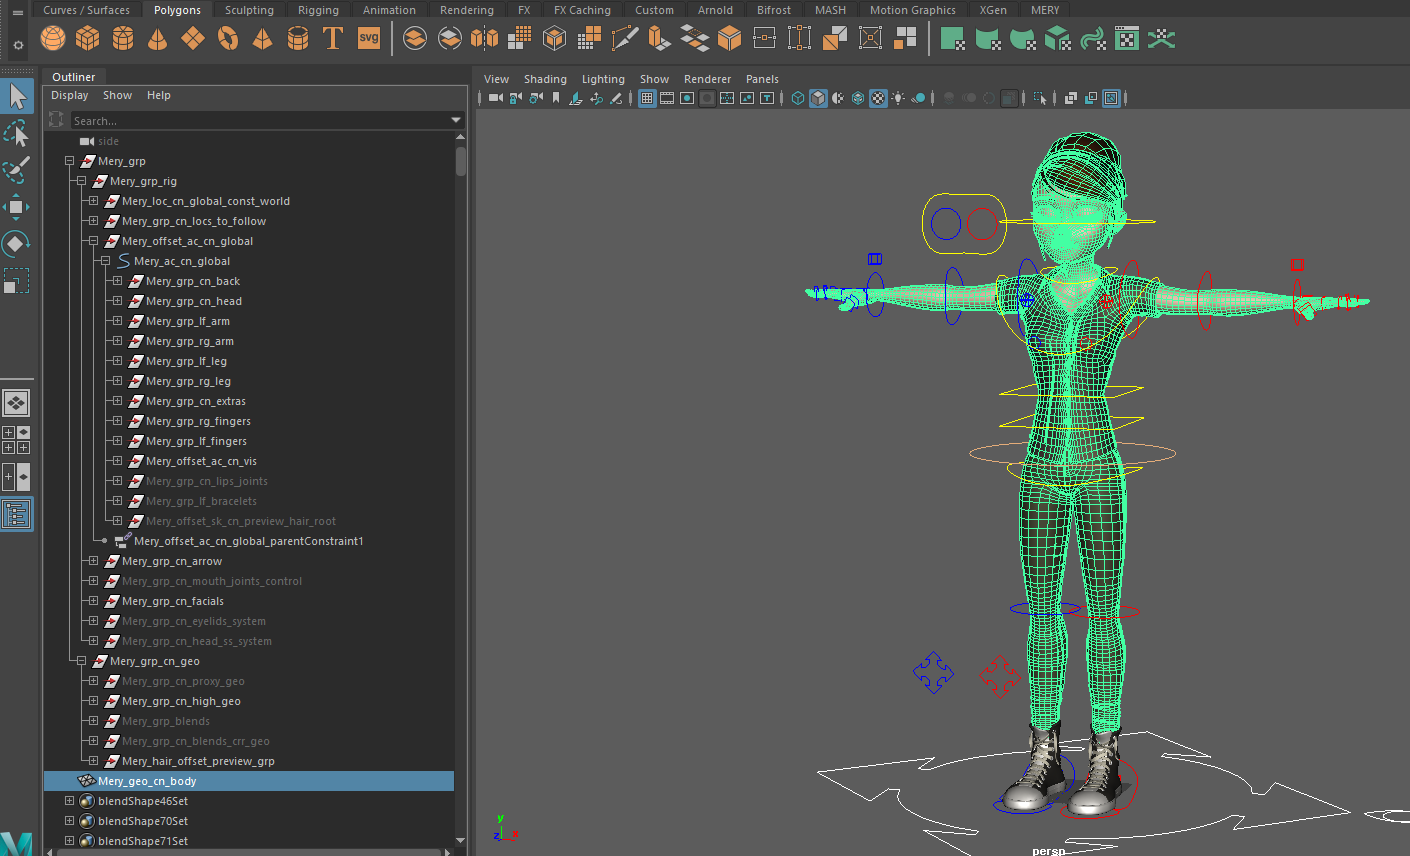 Curves / Surfaces Polygons Sculpting Rigging Animation Rendering FX FX Caching Custom Arnold Bifrost MASH Motion Graphics XGen MERY
T SVG
Outliner
Display Show Help
Search...
side
Mery_grp
Mery_grp_rig
Mery_loc_cn_global_const_world
Mery_grp_cn_locs_to_follow
Mery_offset_ac_cn_global
Mery_ac_cn_global
Mery_grp_cn_back
Mery_grp_cn_head
Mery_grp_lf_arm
Mery_grp_rg_arm
Mery_grp_lf_leg
Mery_grp_rg_leg
Mery_grp_cn_extras
Mery_grp_rg_fingers
Mery_grp_lf_fingers
Mery_offset_ac_cn_vis
Mery_grp_cn_lips_joints
Mery_grp_lf_bracelets
Mery_offset_sk_cn_preview_hair_root
Mery_offset_ac_cn_global_parentConstraint1
Mery_grp_cn_arrow
Mery_grp_cn_mouth_joints_control
Mery_grp_cn_facials
Mery_grp_cn_eyelids_system
Mery_grp_cn_head_ss_system
Mery_grp_cn_geo
Mery_grp_cn_proxy_geo
Mery_grp_cn_high_geo
Mery_grp_blends
Mery_grp_cn_blends_crr_geo
Mery_hair_offset_preview_grp
Mery_geo_cn_body
blendShape46Set
blendShape70Set
blendShape71Set
View Shading Lighting Show Renderer Panels
y
z x
persp